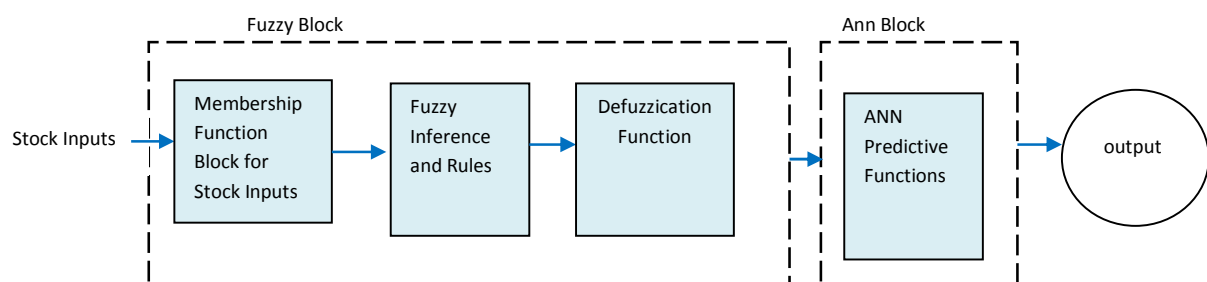 Fuzzy Block
Ann Block
Stock Inputs
Membership
Function
Block for
Stock Inputs
Fuzzy
Inference
and Rules
Defuzzication
Function
ANN
Predictive
Functions
output